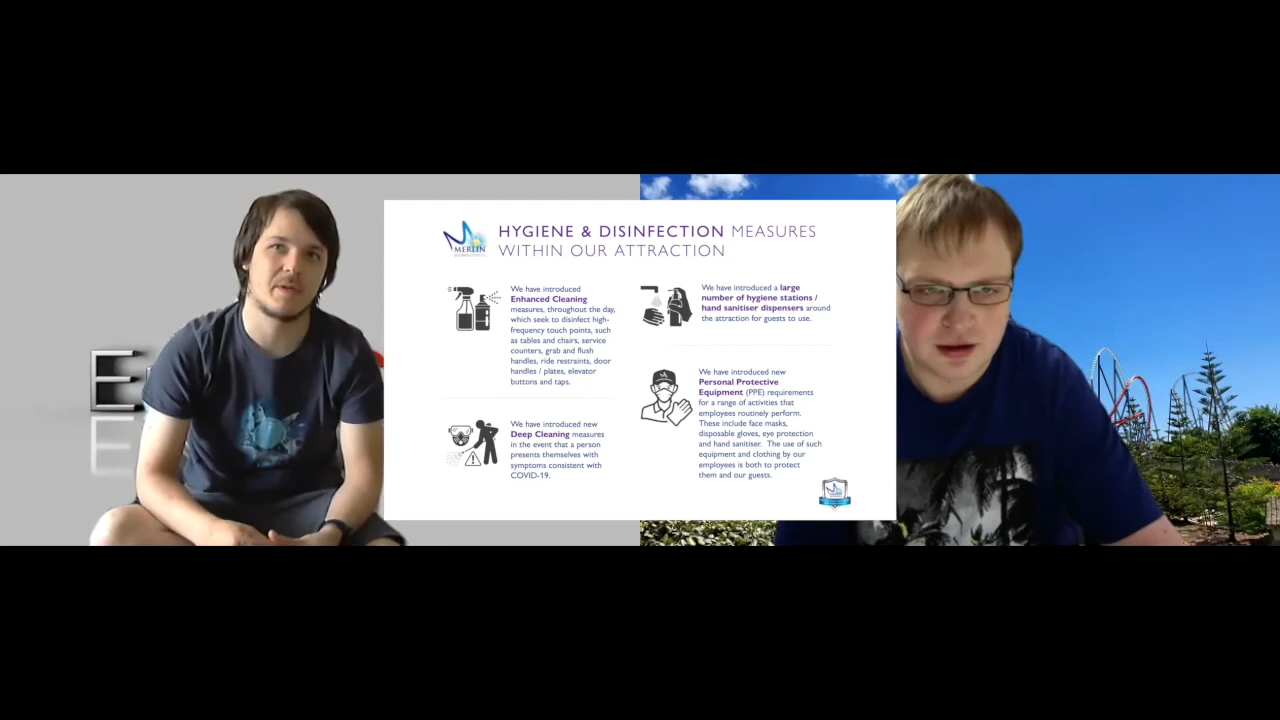 HYGIENE & DISINFECTION MEASURES
WITHIN OUR ATTRACTION
MERLIN
We have introduced
Enhanced Cleaning
measures, throughout the day,
which seek to disinfect high-
frequency touch points, such
as tables and chairs, service
counters, grab and flush
handles, ride restraints, door
handles / plates, elevator
buttons and taps.
We have introduced new
Deep Cleaning measures
in the event that a person
presents themselves with
symptoms consistent with
COVID-19.
We have introduced a large
number of hygiene stations /
hand sanitiser dispensers around
the attraction for guests to use.
We have introduced new
Personal Protective
Equipment (PPE) requirements
for a range of activities that
employees routinely perform.
These include face masks,
disposable gloves, eye protection
and hand sanitiser. The use of such
equipment and clothing by our
employees is both to protect
them and our guests.
E